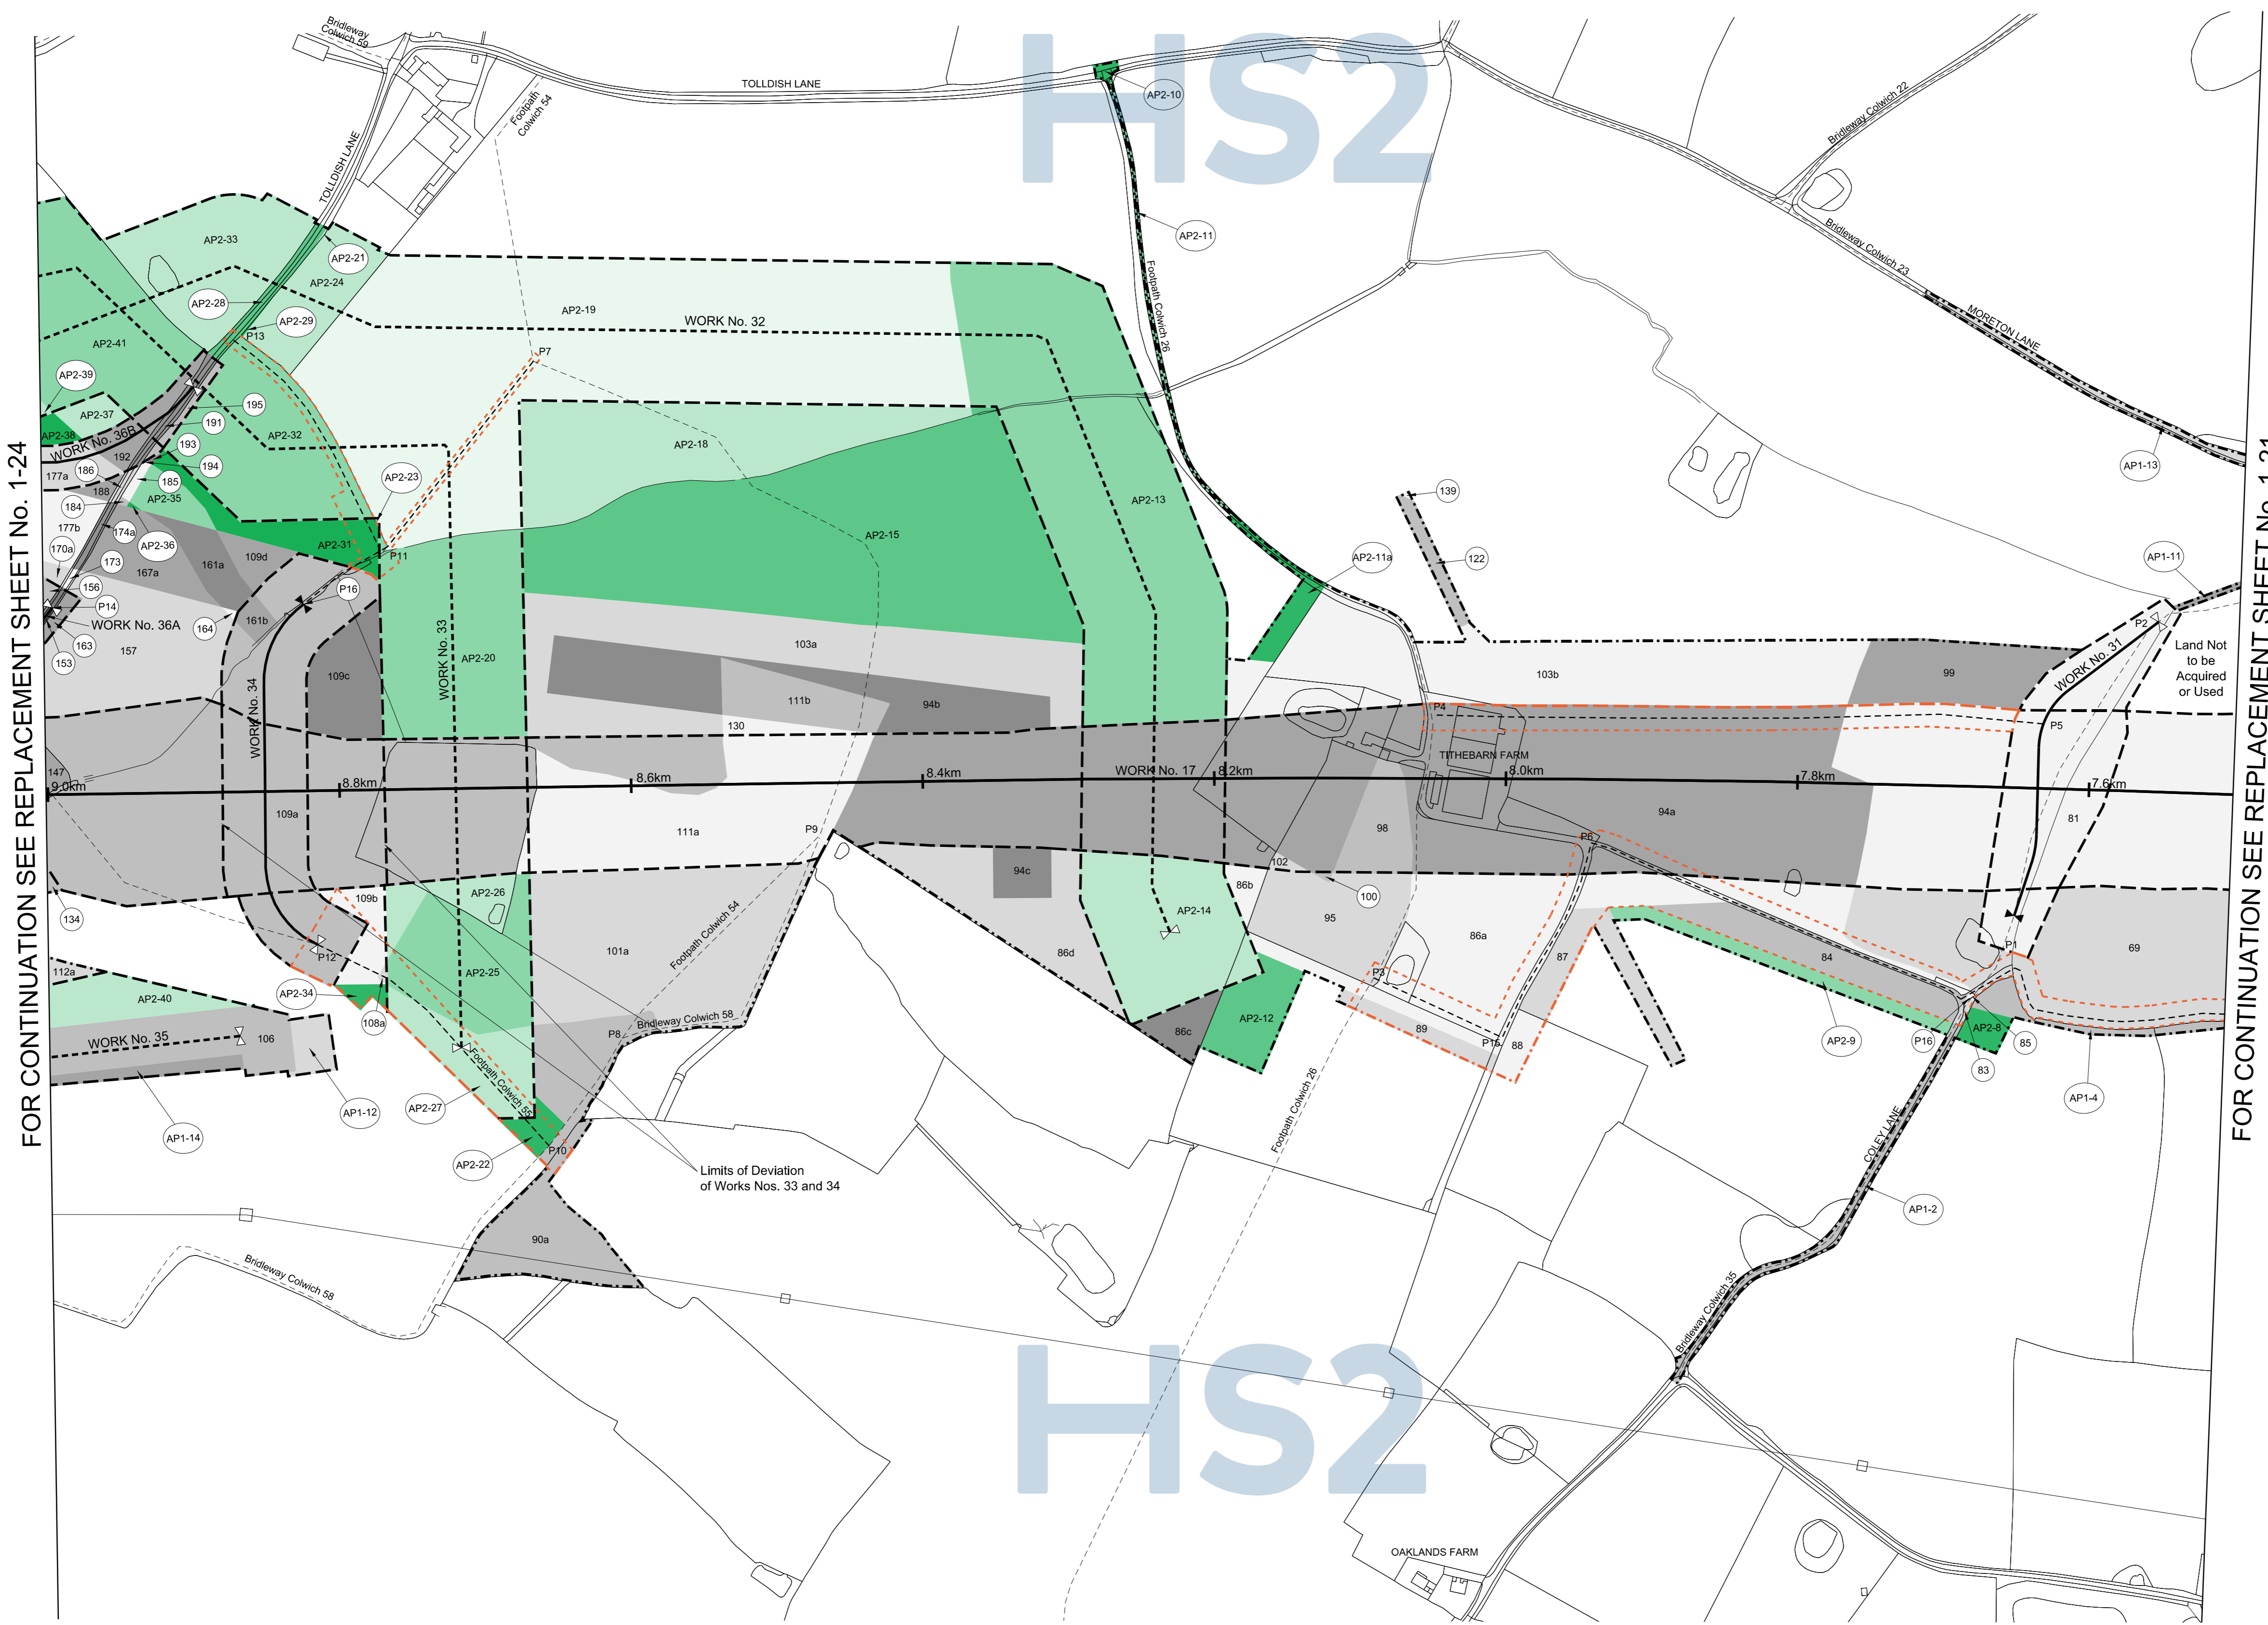 HS2
Bridleway
Colwich 59
TOLLDISH LANE
Footpath
Colwich 54
TOLLDISH LANE
AP2-10
Bridleway Colwich 22
AP2-11
Footpath Colwich 26
Bridleway Colwich 23
MORETON LANE
AP1-13
AP2-33
AP2-21
AP2-24
AP2-28
AP2-29
P13
AP2-19
WORK No. 32
P7
AP2-41
AP2-39
AP2-37
AP2-38
WORK No. 36B
195
191
AP2-32
193
194
192
186
177a
185
188
184
AP2-35
AP2-18
AP2-23
AP2-13
139
177b
174a
AP2-36
AP2-31
P11
AP2-15
170a
173
167a
161a
109d
122
AP2-11a
AP1-11
156
P14
WORK No. 36A
163
153
157
164
161b
P16
P2
WORK No. 31
Land Not
to be
Acquired
or Used
WORK No. 33
AP2-20
103a
109c
WORK No. 34
111b
94b
130
103b
99
P4
P5
TITHEBARN FARM
147
9.0km
8.8km
8.6km
8.4km
WORK No. 17
8.2km
8.0km
7.8km
7.6km
109a
111a
P9
98
94a
81
P6
102
100
94c
134
109b
AP2-26
86b
95
AP2-14
86a
P12
101a
Footpath Colwich 54
86d
87
84
P1
69
P3
112a
AP2-40
AP2-34
AP2-25
108a
AP2-12
89
AP2-8
P8
Bridleway Colwich 58
86c
P15
88
AP2-9
P16
85
83
WORK No. 35
106
AP1-12
AP1-14
AP2-27
Footpath Colwich 55
AP2-22
P10
Footpath Colwich 26
AP1-4
COLEY LANE
AP1-2
Limits of Deviation
of Works Nos. 33 and 34
90a
Bridleway Colwich 58
Bridleway Colwich 35
HS2
OAKLANDS FARM
FOR CONTINUATION SEE REPLACEMENT SHEET No. 1-24
FOR CONTINUATION SEE REPLACEMENT SHEET No. 1-21